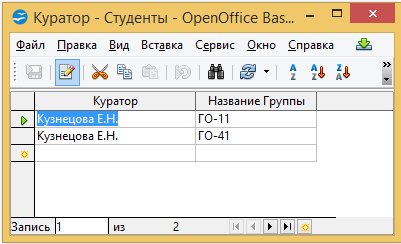 Куратор - Студенты - OpenOffice Bas...
Файл Правка Вид Вставка Сервис Окно Справка
Куратор Название Группы
Кузнецова Е.Н. ГО-11
Кузнецова Е.Н. ГО-41
Запись 1 из 2